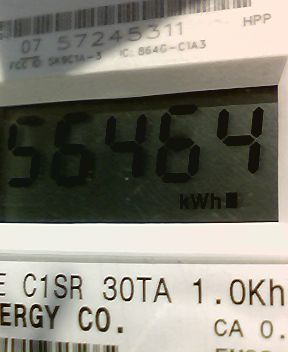 HPP
07 57245311
FCC ID SK9C1A-3 IC: 864G-C1A3
56464
kWh
E C1SR 30TA 1.0Kh
ERGY CO.
CA 0.